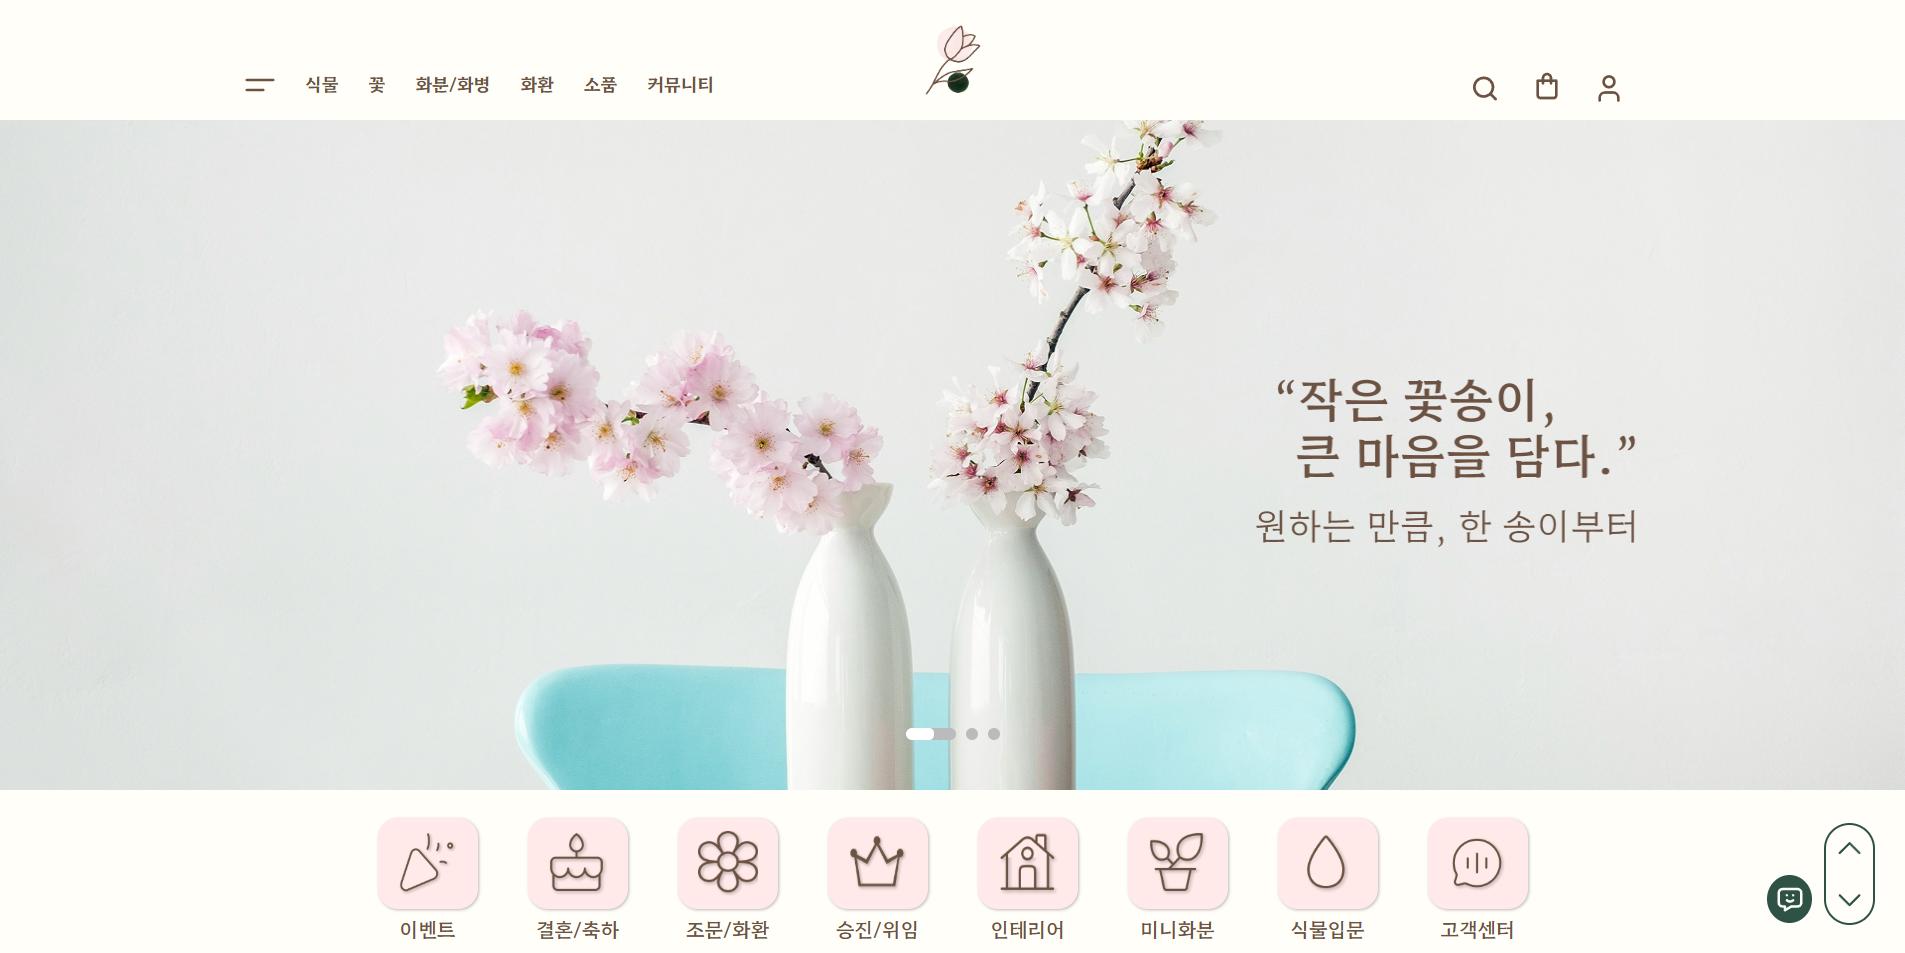 식물 꽃 화분/화병 화환 소품 커뮤니티
“작은 꽃송이,
큰 마음을 담다.”
원하는 만큼, 한 송이부터
이벤트 결혼/축하 조문/화환 승진/위임 인테리어 미니화분 식물입문 고객센터